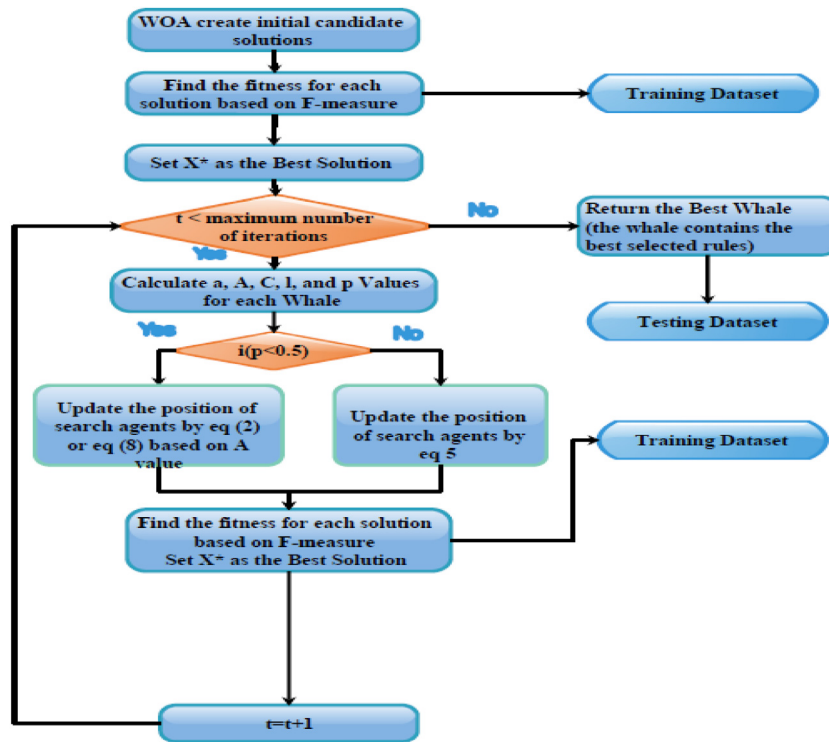 WOA create initial candidate
solutions
Find the fitness for each
solution based on F-measure
Training Dataset
Set X* as the Best Solution
t < maximum number
of iterations
No
Return the Best Whale
(the whale contains the
best selected rules)
Yes
Calculate a, A, C, l, and p Values
for each Whale
Testing Dataset
Yes
i(p<0.5)
No
Update the position of
search agents by eq (2)
or eq (8) based on A
value
Update the position
of search agents by
eq 5
Training Dataset
Find the fitness for each solution
based on F-measure
Set X* as the Best Solution
t=t+1